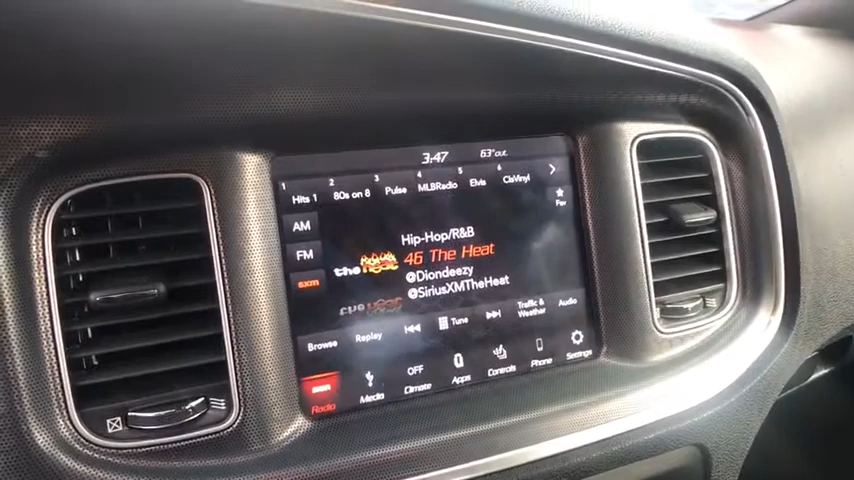 3:47 63°out
1 2 3 4 5 6
Hits 1 80s on 8 Pulse MLBRadio Elvis ClsVinyl
Fav
AM
FM
sxm
Hip-Hop/R&B
the Heat 46 The Heat
@Diondeezy
@SiriusXMTheHeat
Browse Replay Tune Traffic & Weather Audio
sxm
Radio Media OFF Climate Apps Controls Phone Settings